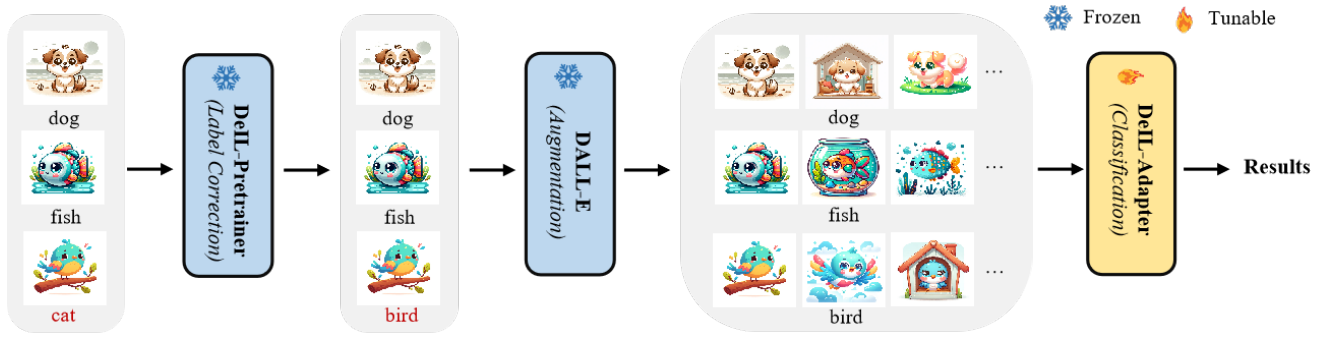 Frozen
Tunable
dog
fish
cat
DeIL-Pretrainer
(Label Correction)
dog
fish
bird
DALL-E
(Augmentation)
dog
...
fish
...
bird
...
DeIL-Adapter
(Classification)
Results